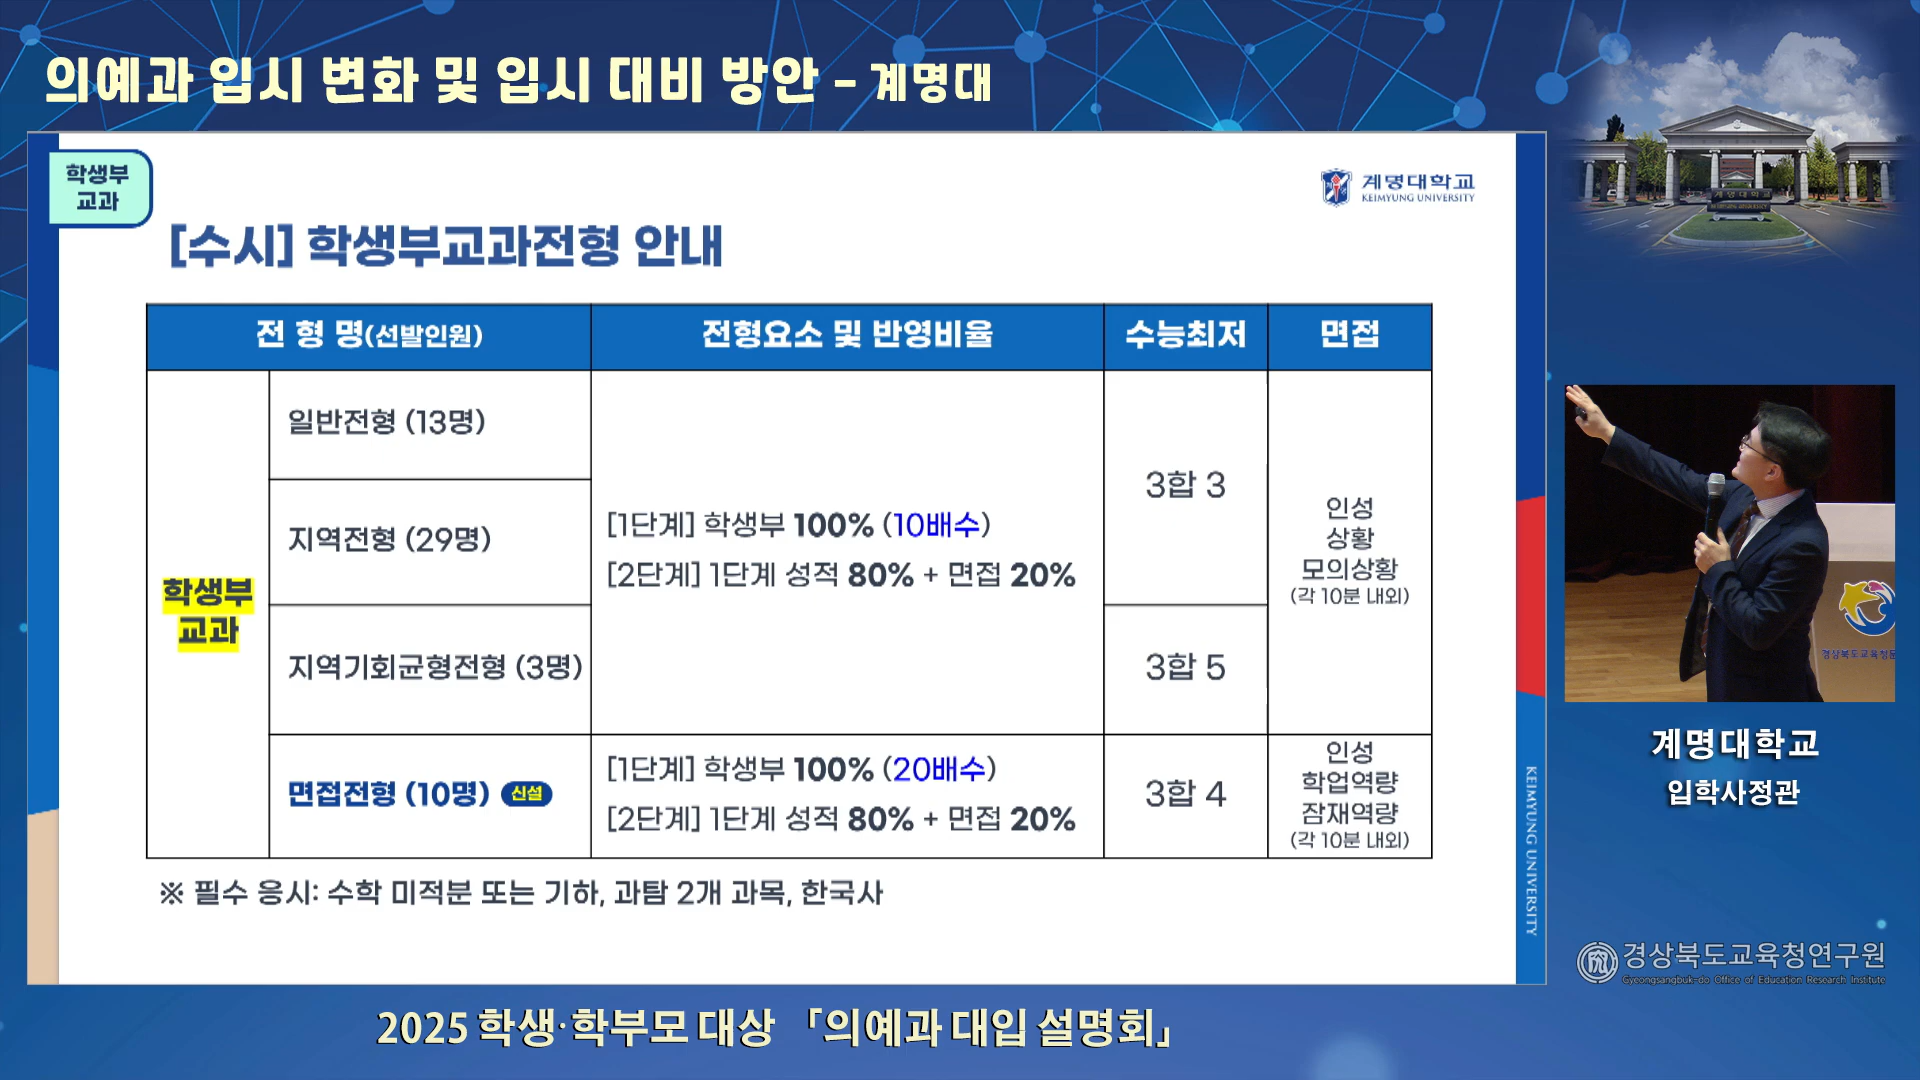 의예과 입시 변화 및 입시 대비 방안 - 계명대
학생부
교과
계명대학교
KEIMYUNG UNIVERSITY
[수시] 학생부교과전형 안내
전 형 명(선발인원)
전형요소 및 반영비율
수능최저
면접
학생부
교과
일반전형 (13명)
지역전형 (29명)
지역기회균형전형 (3명)
[1단계] 학생부 100% (10배수)
[2단계] 1단계 성적 80% + 면접 20%
3합 3
3합 5
인성
상황
모의상황
(각 10분 내외)
면접전형 (10명) 신설
[1단계] 학생부 100% (20배수)
[2단계] 1단계 성적 80% + 면접 20%
3합 4
인성
학업역량
잠재역량
(각 10분 내외)
※ 필수 응시: 수학 미적분 또는 기하, 과탐 2개 과목, 한국사
KEIMYUNG UNIVERSITY
계명대학교
입학사정관
경상북도교육청연구원
Gyeongsangbuk-do Office of Education Research Institute
2025 학생·학부모 대상 「의예과 대입 설명회」